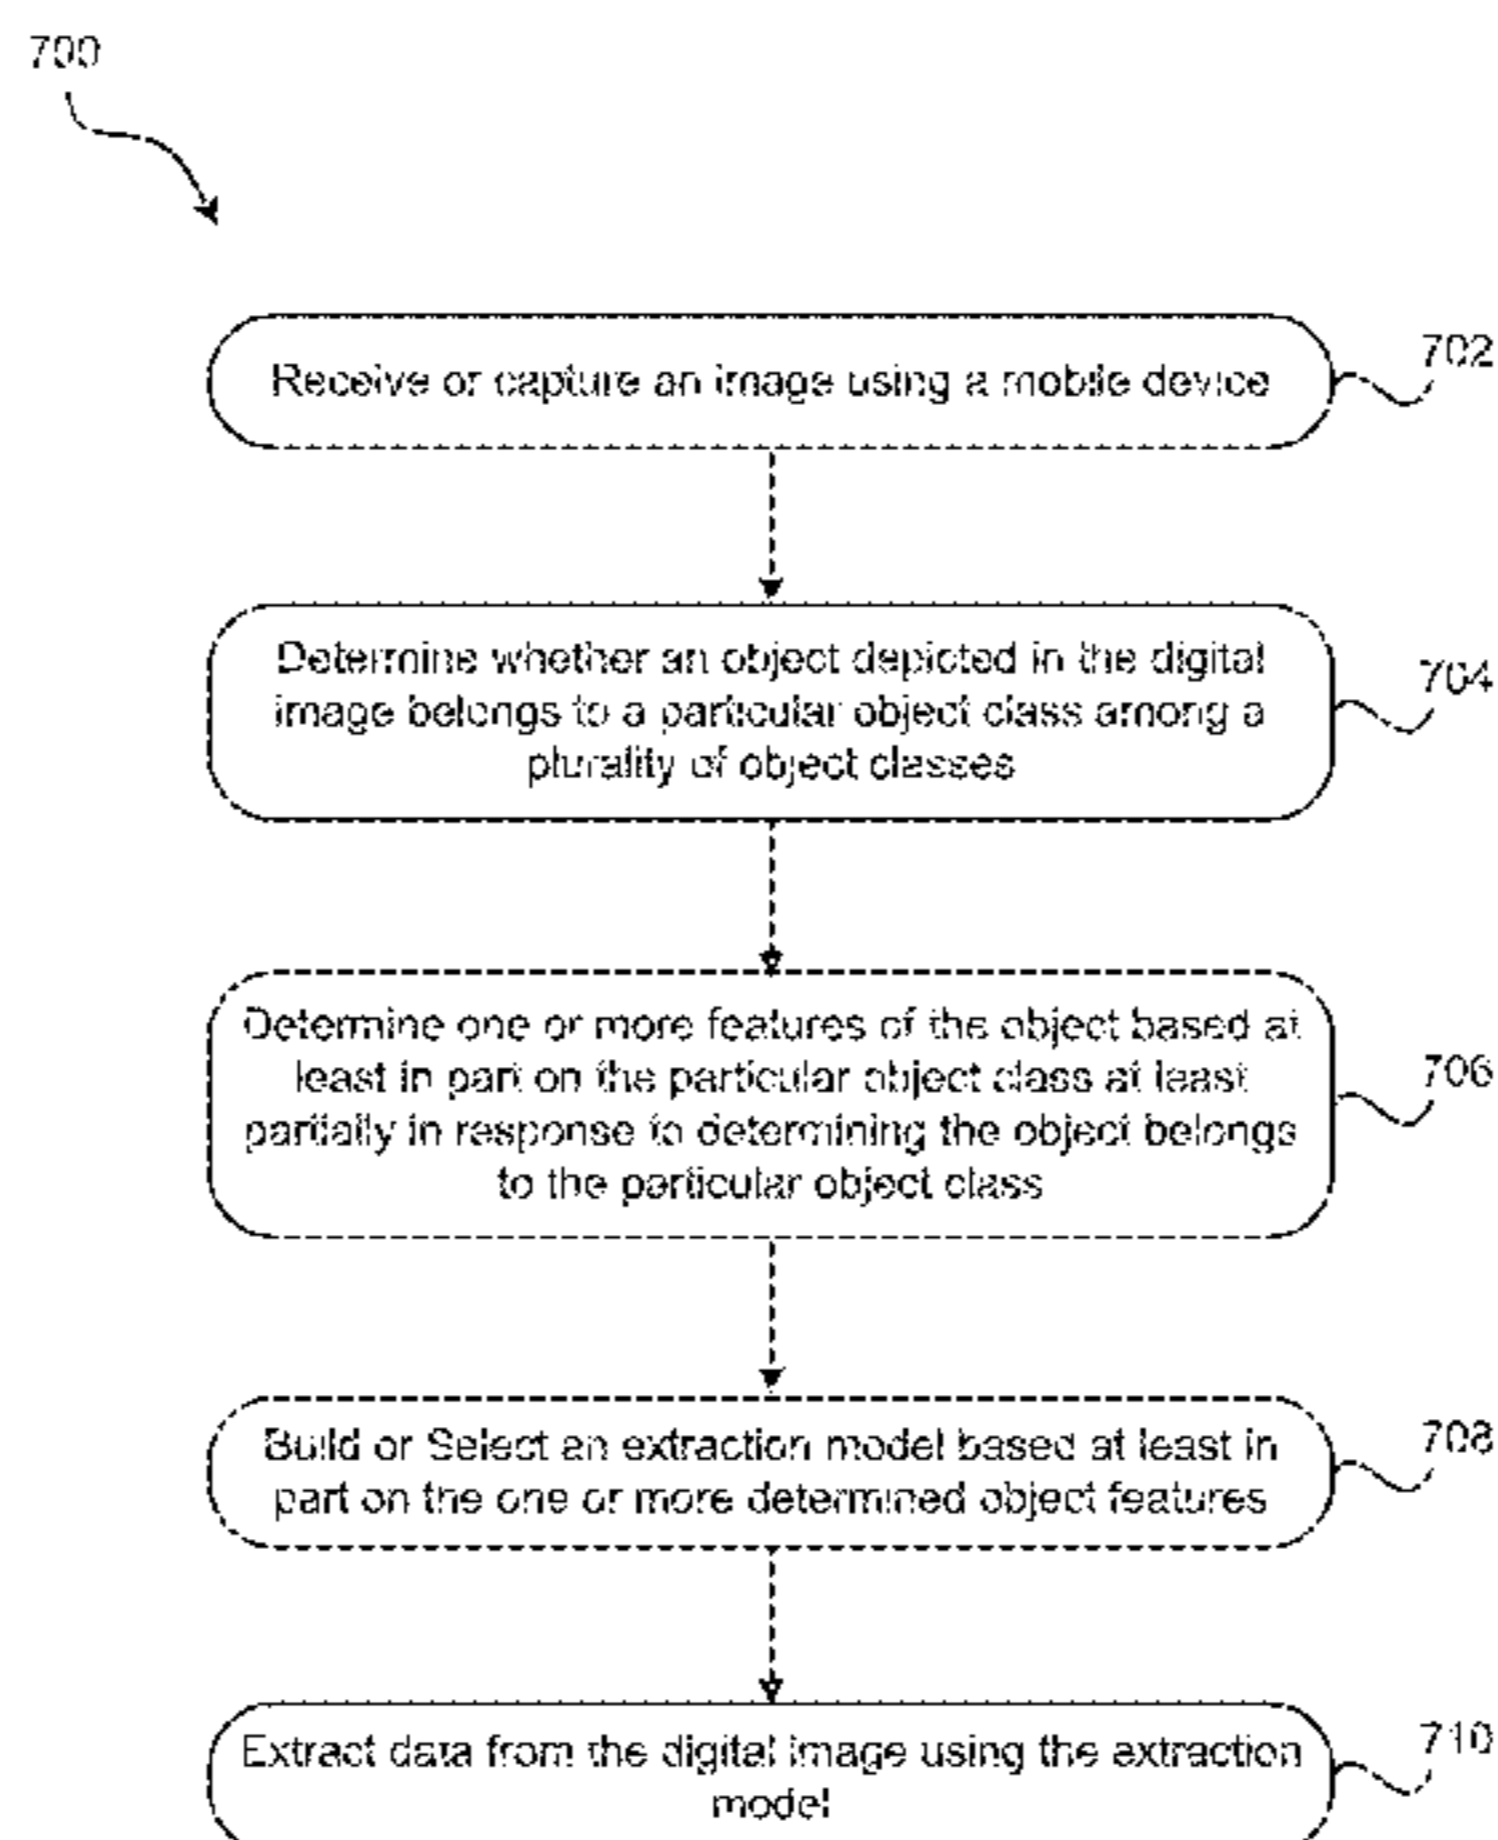 700
Receive or capture an image using a mobile device
702
Determine whether an object depicted in the digital
image belongs to a particular object class among a
plurality of object classes
704
Determine one or more features of the object based at
least in part on the particular object class at least
partially in response to determining the object belongs
to the particular object class
706
Build or Select an extraction model based at least in
part on the one or more determined object features
708
Extract data from the digital image using the extraction
model
710